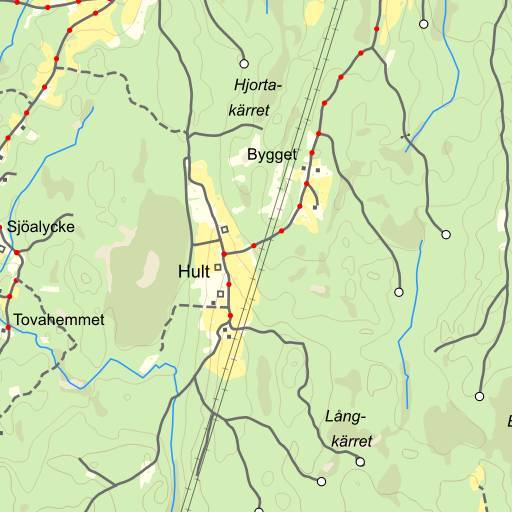 Hjorta-
kärret
Bygget
Sjöalycke
Hult
Tovahemmet
Lång-
kärret